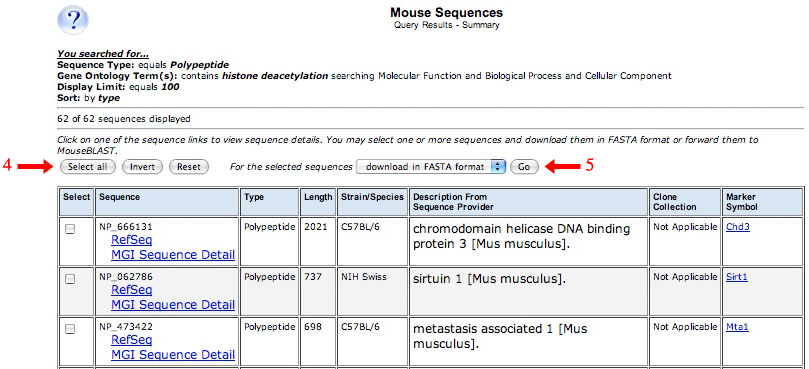 ?
Mouse Sequences
Query Results - Summary
You searched for...
Sequence Type: equals Polypeptide
Gene Ontology Term(s): contains histone deacetylation searching Molecular Function and Biological Process and Cellular Component
Display Limit: equals 100
Sort: by type
62 of 62 sequences displayed
Click on one of the sequence links to view sequence details. You may select one or more sequences and download them in FASTA format or forward them to
MouseBLAST.
4 Select all Invert Reset For the selected sequences download in FASTA format Go 5
Select Sequence Type Length Strain/Species Description From Clone Marker
Sequence Provider Collection Symbol
NP_666131 Polypeptide 2021 C57BL/6 chromodomain helicase DNA binding Not Applicable Chd3
RefSeq protein 3 [Mus musculus].
MGI Sequence Detail
NP_062786 Polypeptide 737 NIH Swiss sirtuin 1 [Mus musculus]. Not Applicable Sirt1
RefSeq
MGI Sequence Detail
NP_473422 Polypeptide 698 C57BL/6 metastasis associated 1 [Mus Not Applicable Mta1
RefSeq musculus].
MGI Sequence Detail